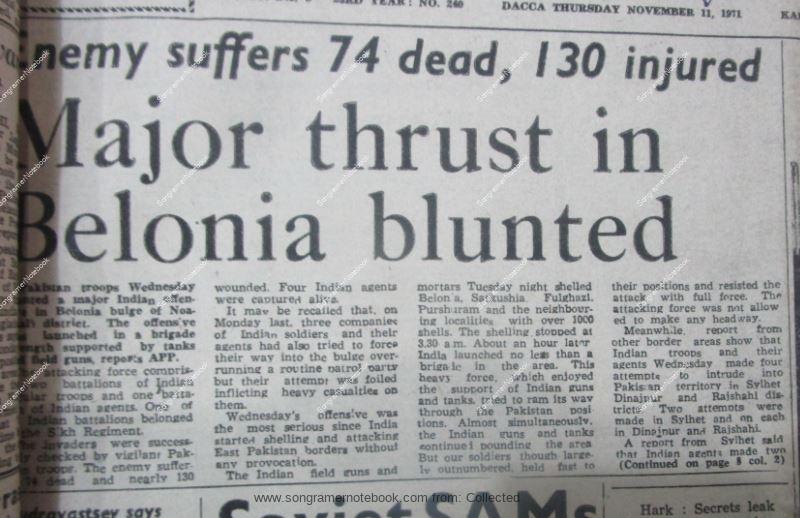 YEAR: NO. 260
DACCA THURSDAY NOVEMBER 11, 1971
Enemy suffers 74 dead, 130 injured
Major thrust in
Belonia blunted
Pakistan troops Wednesday
a major Indian offen-
in Belonia bulge of Noa-
district. The offensive
launched in a brigade
supported by tanks
field guns, reports APP.
attacking force compris-
battalions of Indian
troops and one batta-
of Indian agents. One of
Indian battalions belonged
Sikh Regiment.
were success-
checked by vigilant Pak-
troops. The enemy suffer-
74 dead and nearly 130
wounded. Four Indian agents
were captured alive.
It may be recalled that, on
Monday last, three companies
of Indian soldiers and their
agents had also tried to force
their way into the bulge over-
running a routine patrol party
but their attempt was foiled
inflicting heavy casualties on
them.
Wednesday's offensive was
the most serious since India
started shelling and attacking
East Pakistan borders without
any provocation.
The Indian field guns and
mortars Tuesday night shelled
Belonia, Satkushia, Fulghazi,
Purshuram and the neighbour-
ing localities with over 1000
shells. The shelling stopped at
3.30 a m. About an hour later
India launched no less than a
brigade in the area. This
heavy force, which enjoyed
the support of Indian guns
and tanks, tried to ram its way
through the Pakistan posi
tions. Almost simultaneously,
the Indian guns and tanks
continued pounding the area
But our soldiers though large-
ly outnumbered, held fast to
their positions and resisted the
attack with full force. The
attacking force was not allow
ed to make any headway.
Meanwhile, report from
other border areas show that
Indian troops and their
agents Wednesday made four
attempts to intrude into
Pakistan territory in Sylhet
Dinajpur and Rajshahi dis-
tricts. Two attempts were
made in Sylhet and on each
in Dinajpur and Rajshahi.
A report from Sylhet said
that Indian agents made two
(Continued on page 8 col. 2)
says
Soviet SAMs
Hark : Secrets leak
www.songramernotebook.com from: Collected